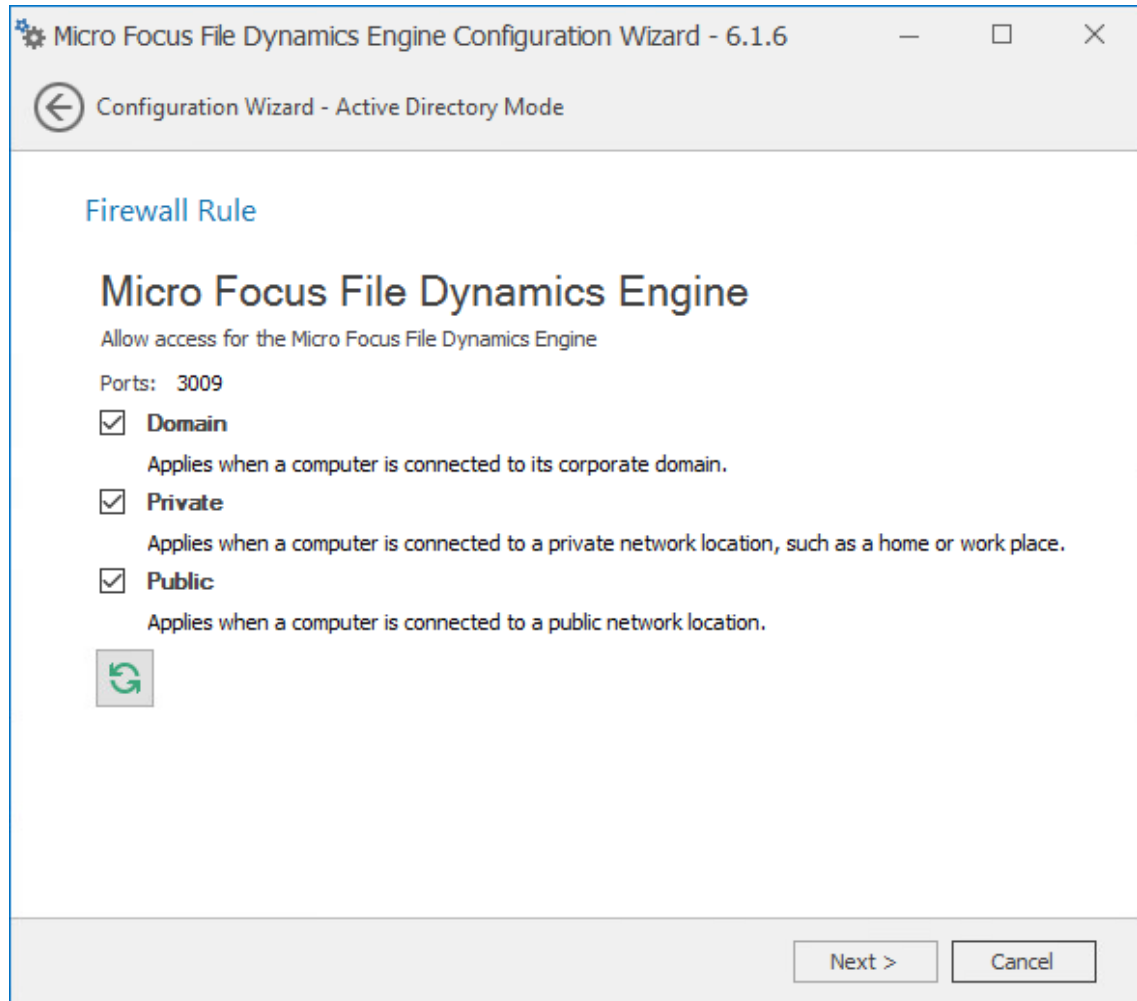 Micro Focus File Dynamics Engine Configuration Wizard - 6.1.6
Configuration Wizard - Active Directory Mode
Firewall Rule
Micro Focus File Dynamics Engine
Allow access for the Micro Focus File Dynamics Engine
Ports: 3009
Domain
Applies when a computer is connected to its corporate domain.
Private
Applies when a computer is connected to a private network location, such as a home or work place.
Public
Applies when a computer is connected to a public network location.
Next > Cancel